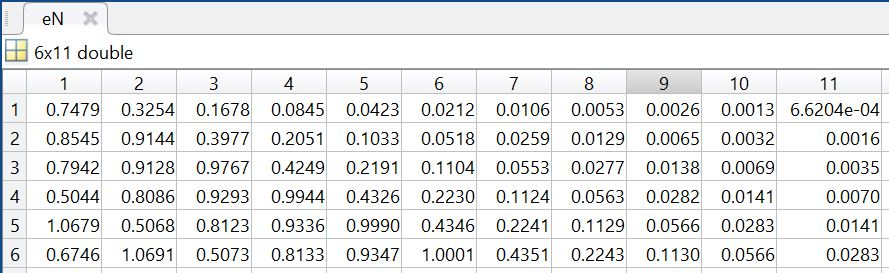 eN
6x11 double
1 2 3 4 5 6 7 8 9 10 11
1 0.7479 0.3254 0.1678 0.0845 0.0423 0.0212 0.0106 0.0053 0.0026 0.0013 6.6204e-04
2 0.8545 0.9144 0.3977 0.2051 0.1033 0.0518 0.0259 0.0129 0.0065 0.0032 0.0016
3 0.7942 0.9128 0.9767 0.4249 0.2191 0.1104 0.0553 0.0277 0.0138 0.0069 0.0035
4 0.5044 0.8086 0.9293 0.9944 0.4326 0.2230 0.1124 0.0563 0.0282 0.0141 0.0070
5 1.0679 0.5068 0.8123 0.9336 0.9990 0.4346 0.2241 0.1129 0.0566 0.0283 0.0141
6 0.6746 1.0691 0.5073 0.8133 0.9347 1.0001 0.4351 0.2243 0.1130 0.0566 0.0283